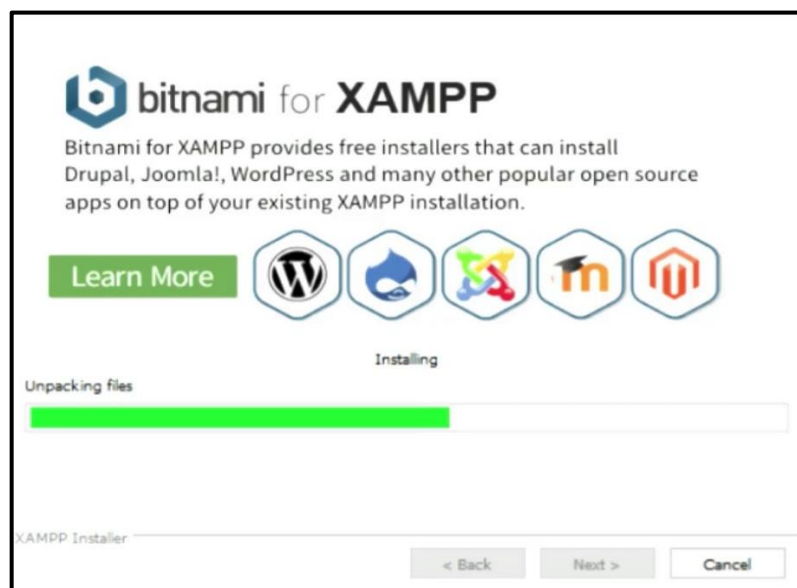 bitnami for XAMPP
Bitnami for XAMPP provides free installers that can install
Drupal, Joomla!, WordPress and many other popular open source
apps on top of your existing XAMPP installation.
Learn More
Installing
Unpacking files
XAMPP Installer
< Back Next > Cancel